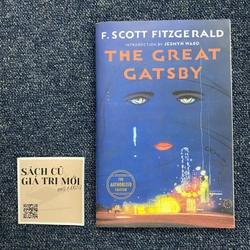 F. SCOTT FITZGERALD
INTRODUCTION BY JESMYN WARD
THE GREAT
GATSBY
THE
AUTHORIZED
EDITION
SÁCH CŨ
GIÁ TRỊ MỚI